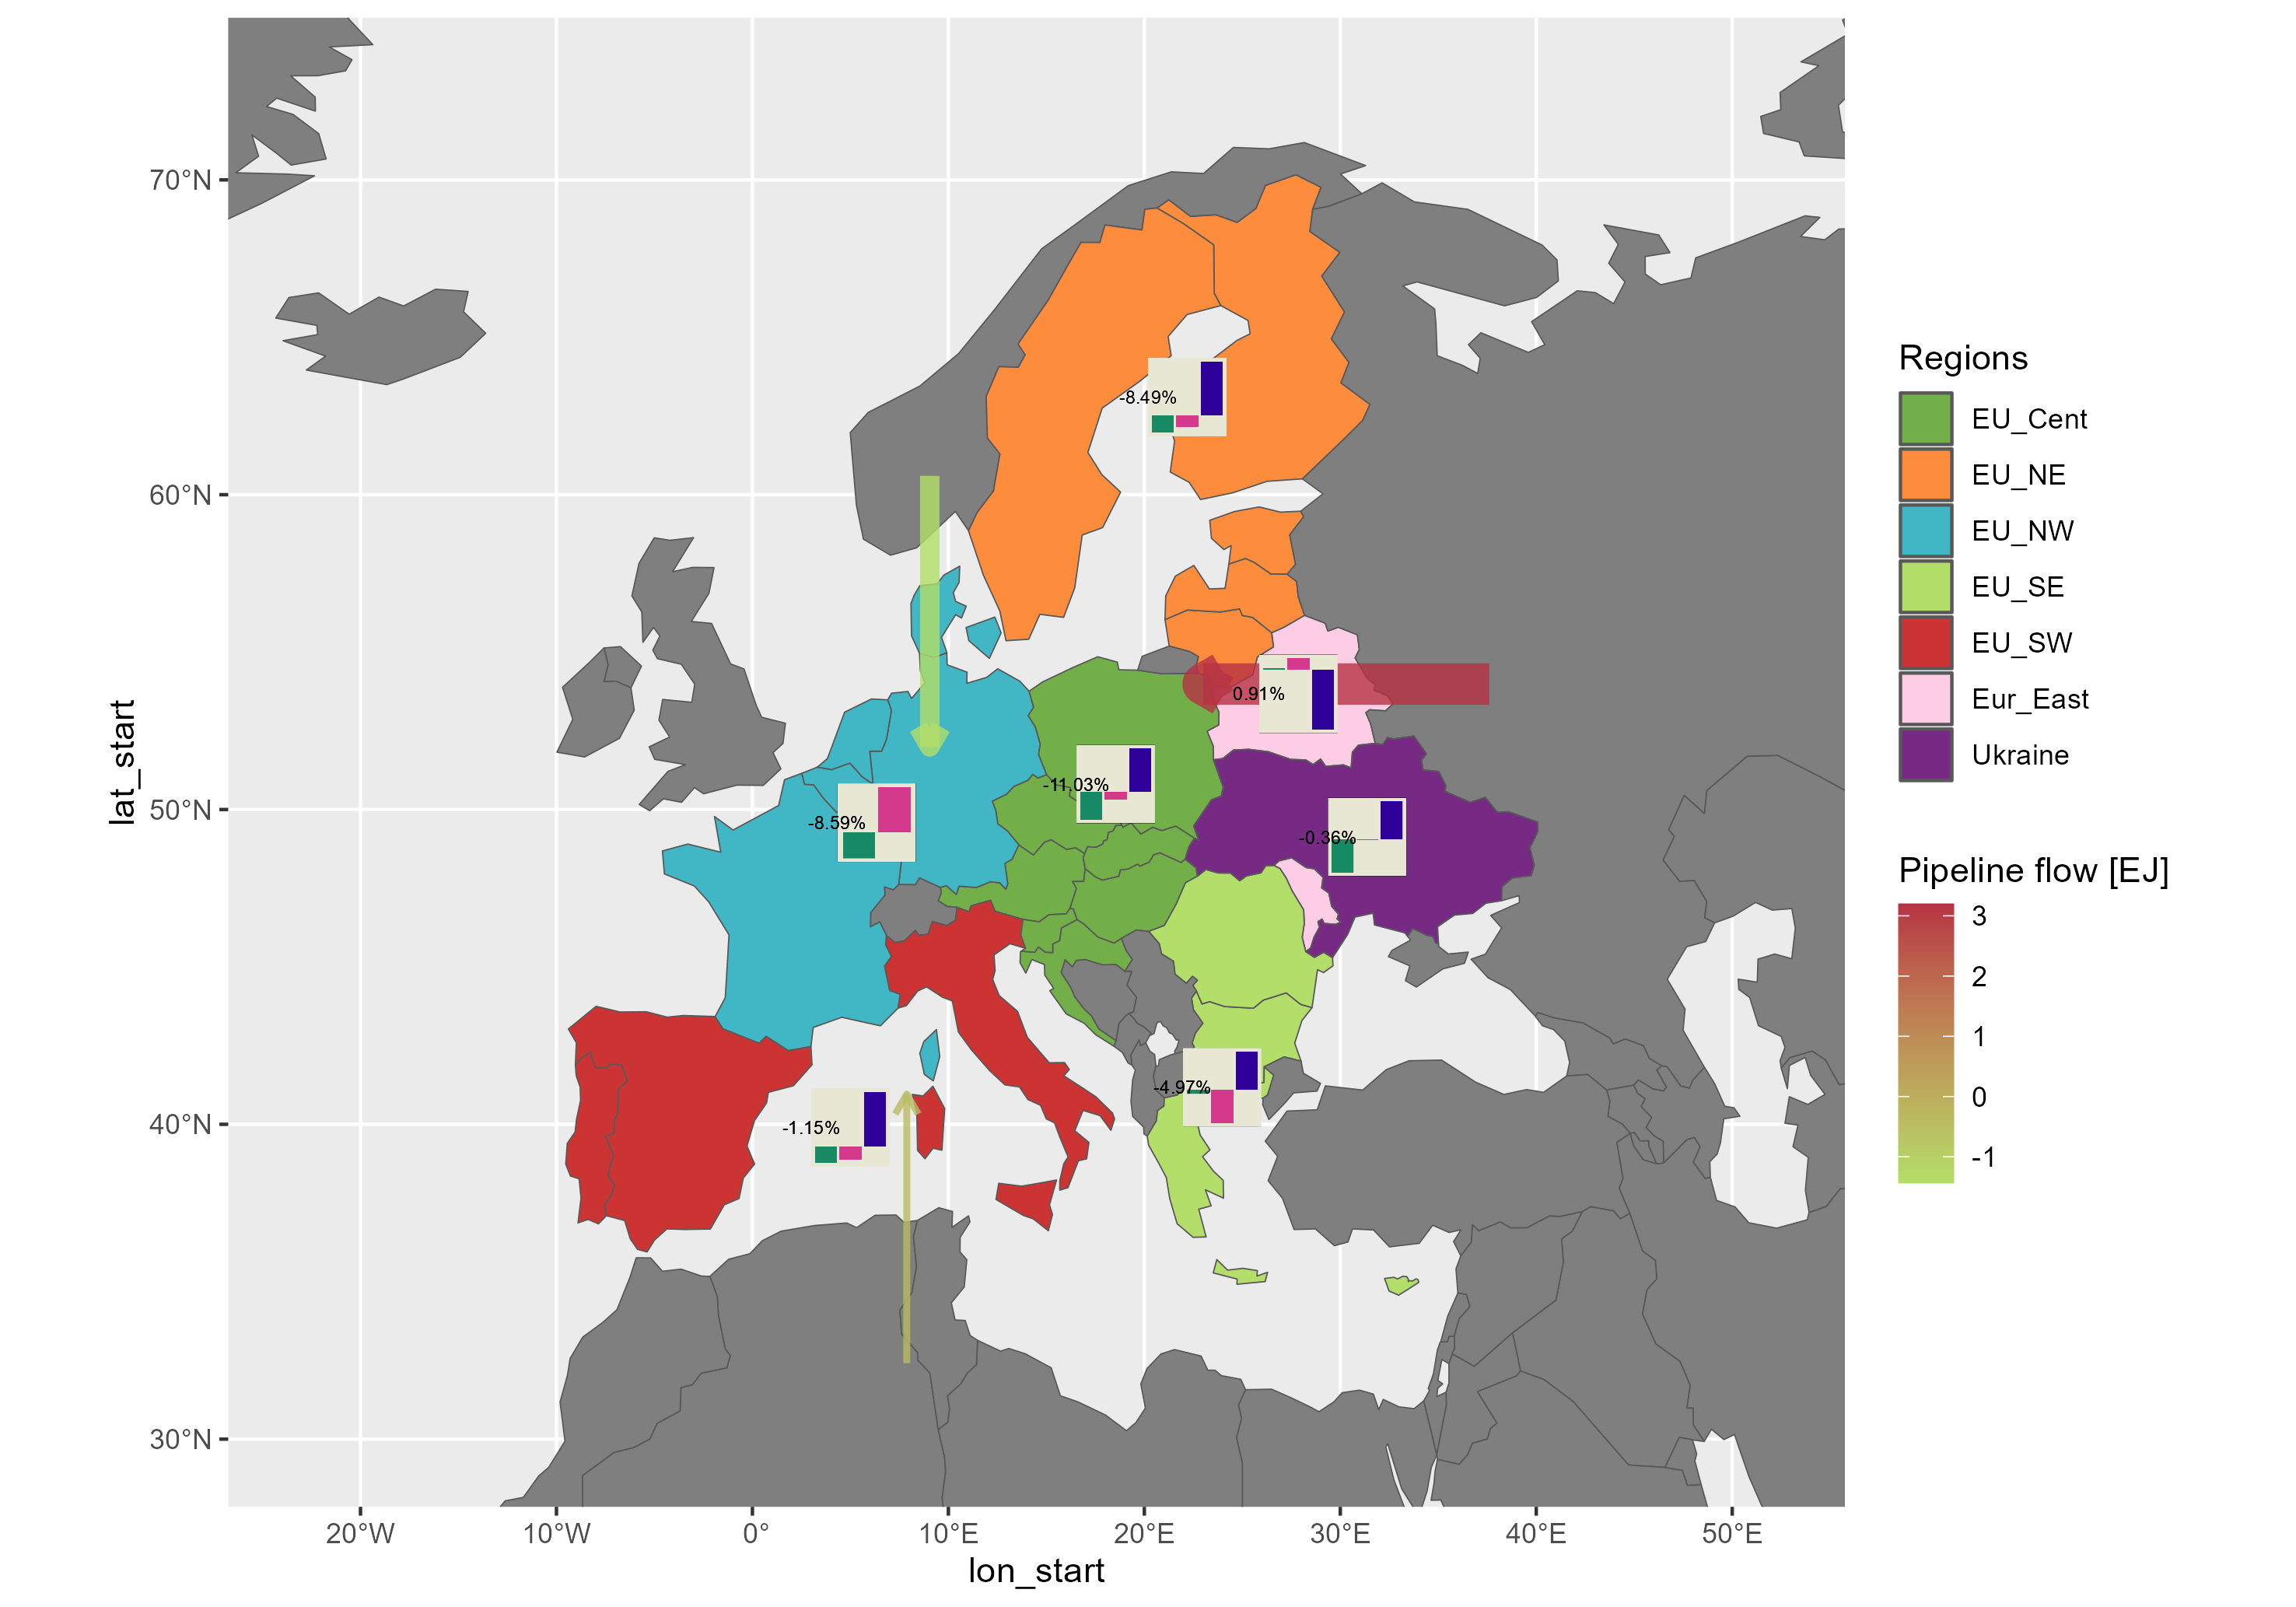 70°N
60°N
50°N
40°N
30°N
20°W
10°W
0°
10°E
20°E
30°E
40°E
50°E
lon_start
lat_start
-8.49%
0.91%
-11.03%
-8.59%
-0.36%
-4.97%
-1.15%
Regions
EU_Cent
EU_NE
EU_NW
EU_SE
EU_SW
Eur_East
Ukraine
Pipeline flow [EJ]
3
2
1
0
-1